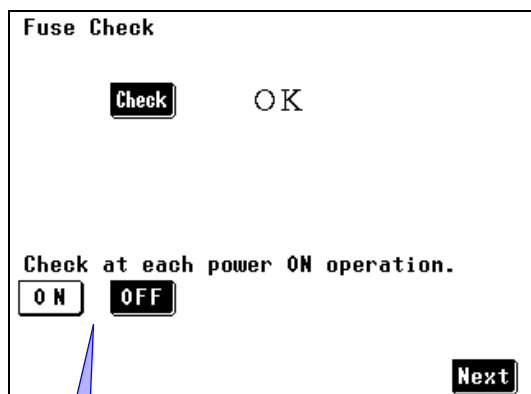 Fuse Check
Check OK
Check at each power ON operation.
ON OFF
Next